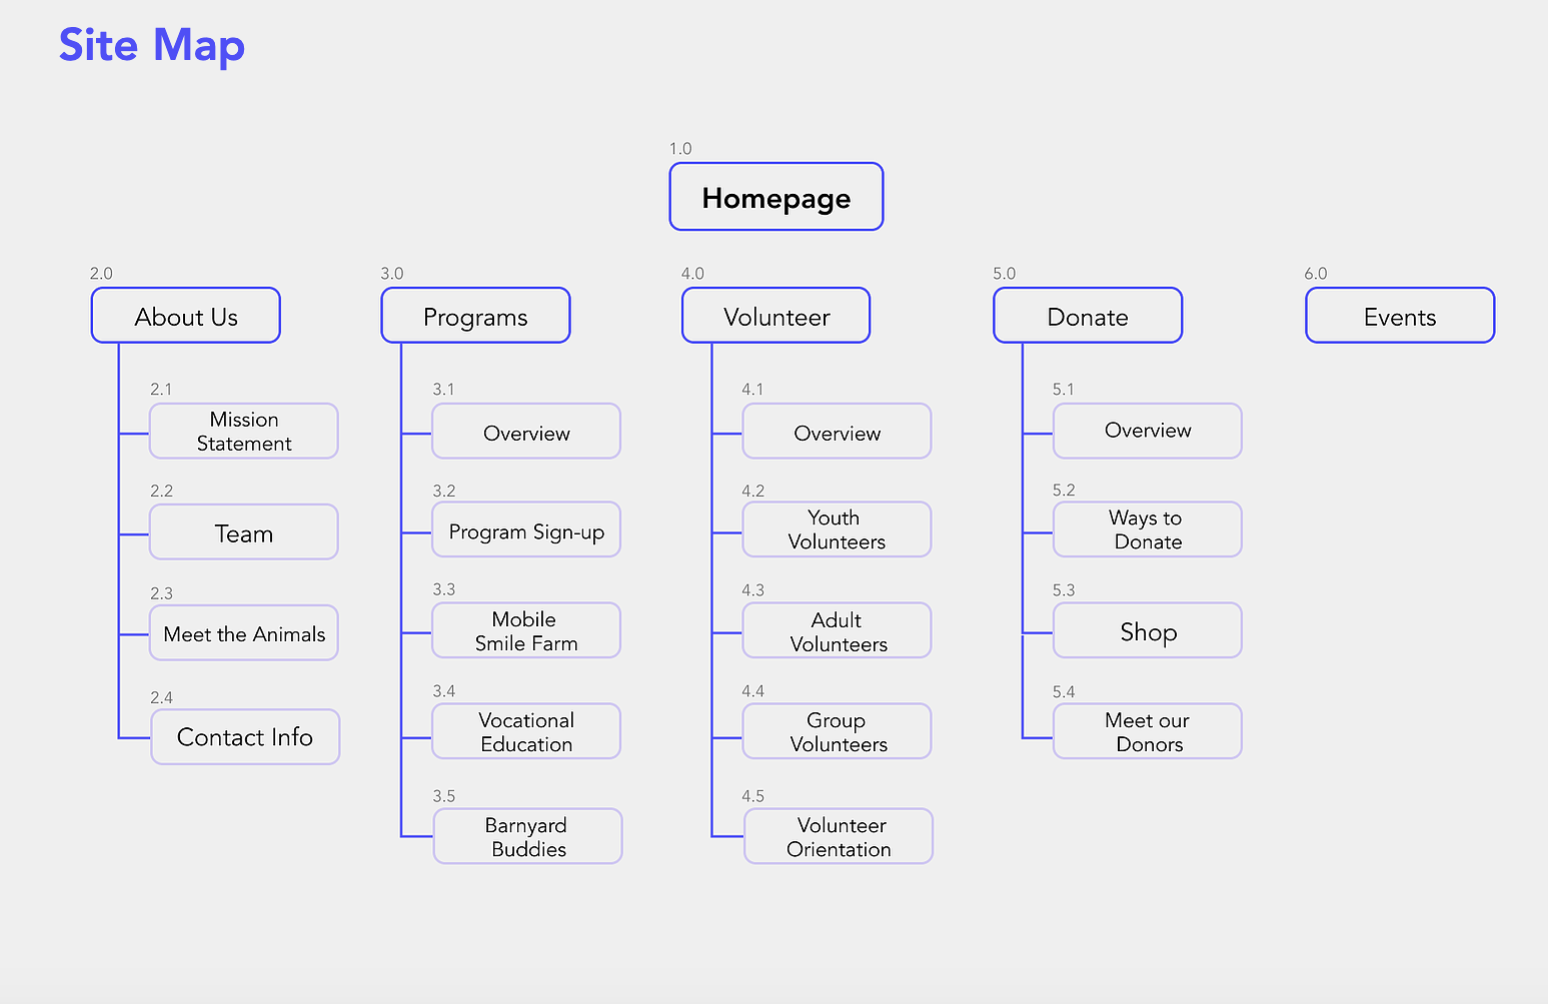 Site Map
1.0
Homepage
2.0
About Us
2.1
Mission
Statement
2.2
Team
2.3
Meet the Animals
2.4
Contact Info
3.0
Programs
3.1
Overview
3.2
Program Sign-up
3.3
Mobile
Smile Farm
3.4
Vocational
Education
3.5
Barnyard
Buddies
4.0
Volunteer
4.1
Overview
4.2
Youth
Volunteers
4.3
Adult
Volunteers
4.4
Group
Volunteers
4.5
Volunteer
Orientation
5.0
Donate
5.1
Overview
5.2
Ways to
Donate
5.3
Shop
5.4
Meet our
Donors
6.0
Events